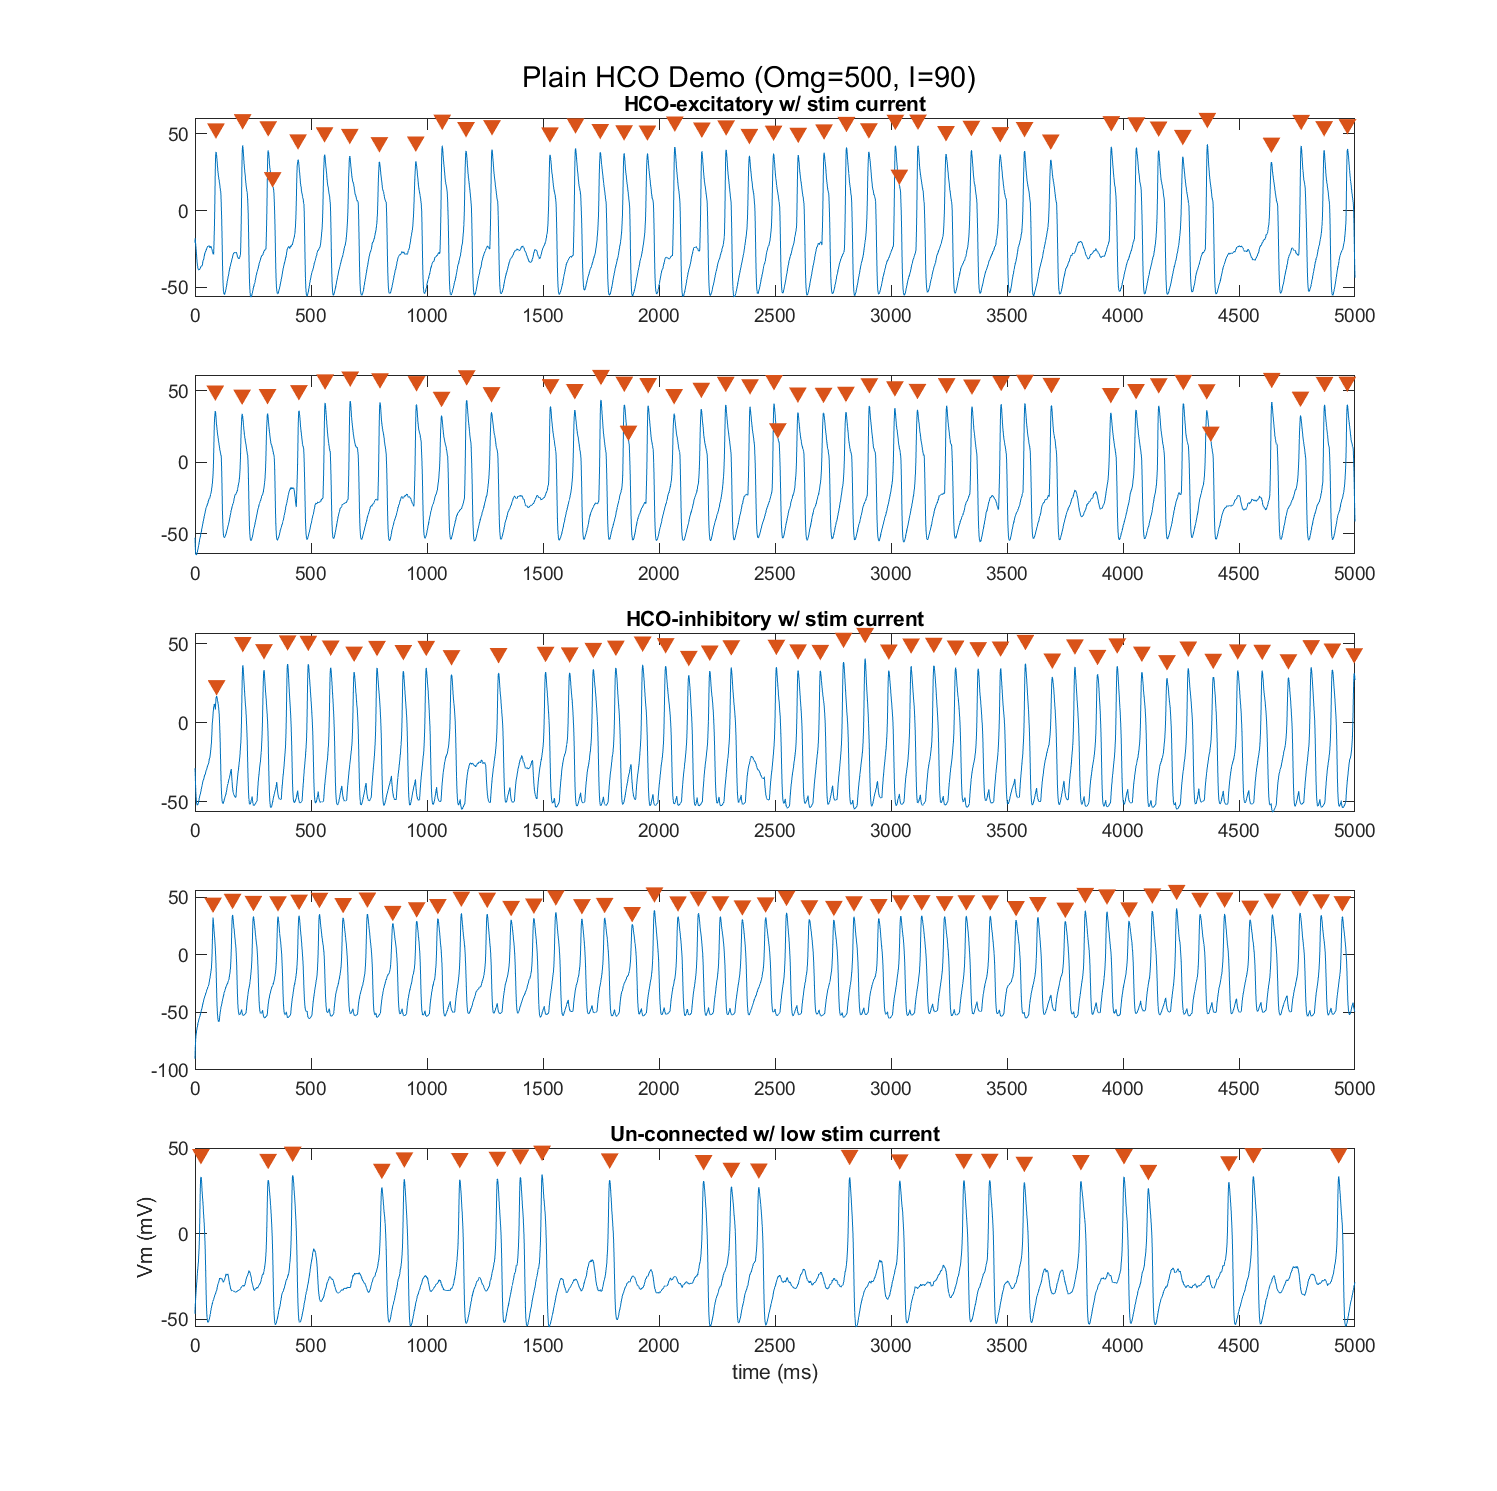 Plain HCO Demo (Omg=500, I=90)
HCO-excitatory w/ stim current
50
0
-50
0 500 1000 1500 2000 2500 3000 3500 4000 4500 5000
50
0
-50
0 500 1000 1500 2000 2500 3000 3500 4000 4500 5000
HCO-inhibitory w/ stim current
50
0
-50
0 500 1000 1500 2000 2500 3000 3500 4000 4500 5000
50
0
-50
-100
0 500 1000 1500 2000 2500 3000 3500 4000 4500 5000
Un-connected w/ low stim current
50
0
-50
Vm (mV)
0 500 1000 1500 2000 2500 3000 3500 4000 4500 5000
time (ms)